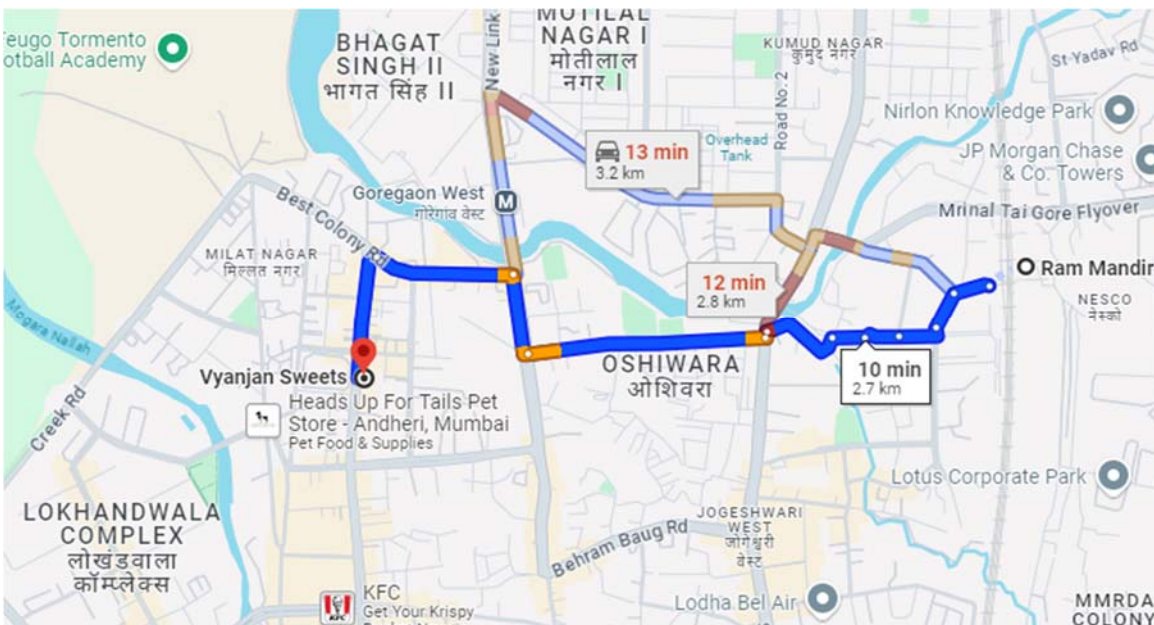 MOTILAL
NAGAR I
मोतीलाल
नगर I
BHAGAT
SINGH II
भगत सिंह II
New Link
KUMUD NAGAR
कुमुद नगर
St Yadav Rd
Teugo Tormento
Football Academy
Nirlon Knowledge Park
Road No. 2
Overhead
Tank
13 min
3.2 km
JP Morgan Chase
& Co. Towers
Goregaon West
गोरेगांव वेस्ट
M
Best Colony Rd
Mrinal Tai Gore Flyover
MILAT NAGAR
मिल्लत नगर
12 min
2.8 km
Ram Mandir
NESCO
नेस्को
Mogara Nallah
OSHIWARA
ओशिवरा
10 min
2.7 km
Vyanjan Sweets
Heads Up For Tails Pet
Store - Andheri, Mumbai
Pet Food & Supplies
Creek Rd
Lotus Corporate Park
LOKHANDWALA
COMPLEX
लोखंडवाला
कॉम्प्लेक्स
JOGESHWARI
WEST
जोगेश्वरी
वेस्ट
Behram Baug Rd
KFC
KFC
Get Your Krispy
Lodha Bel Air
MMRDA
COLONY